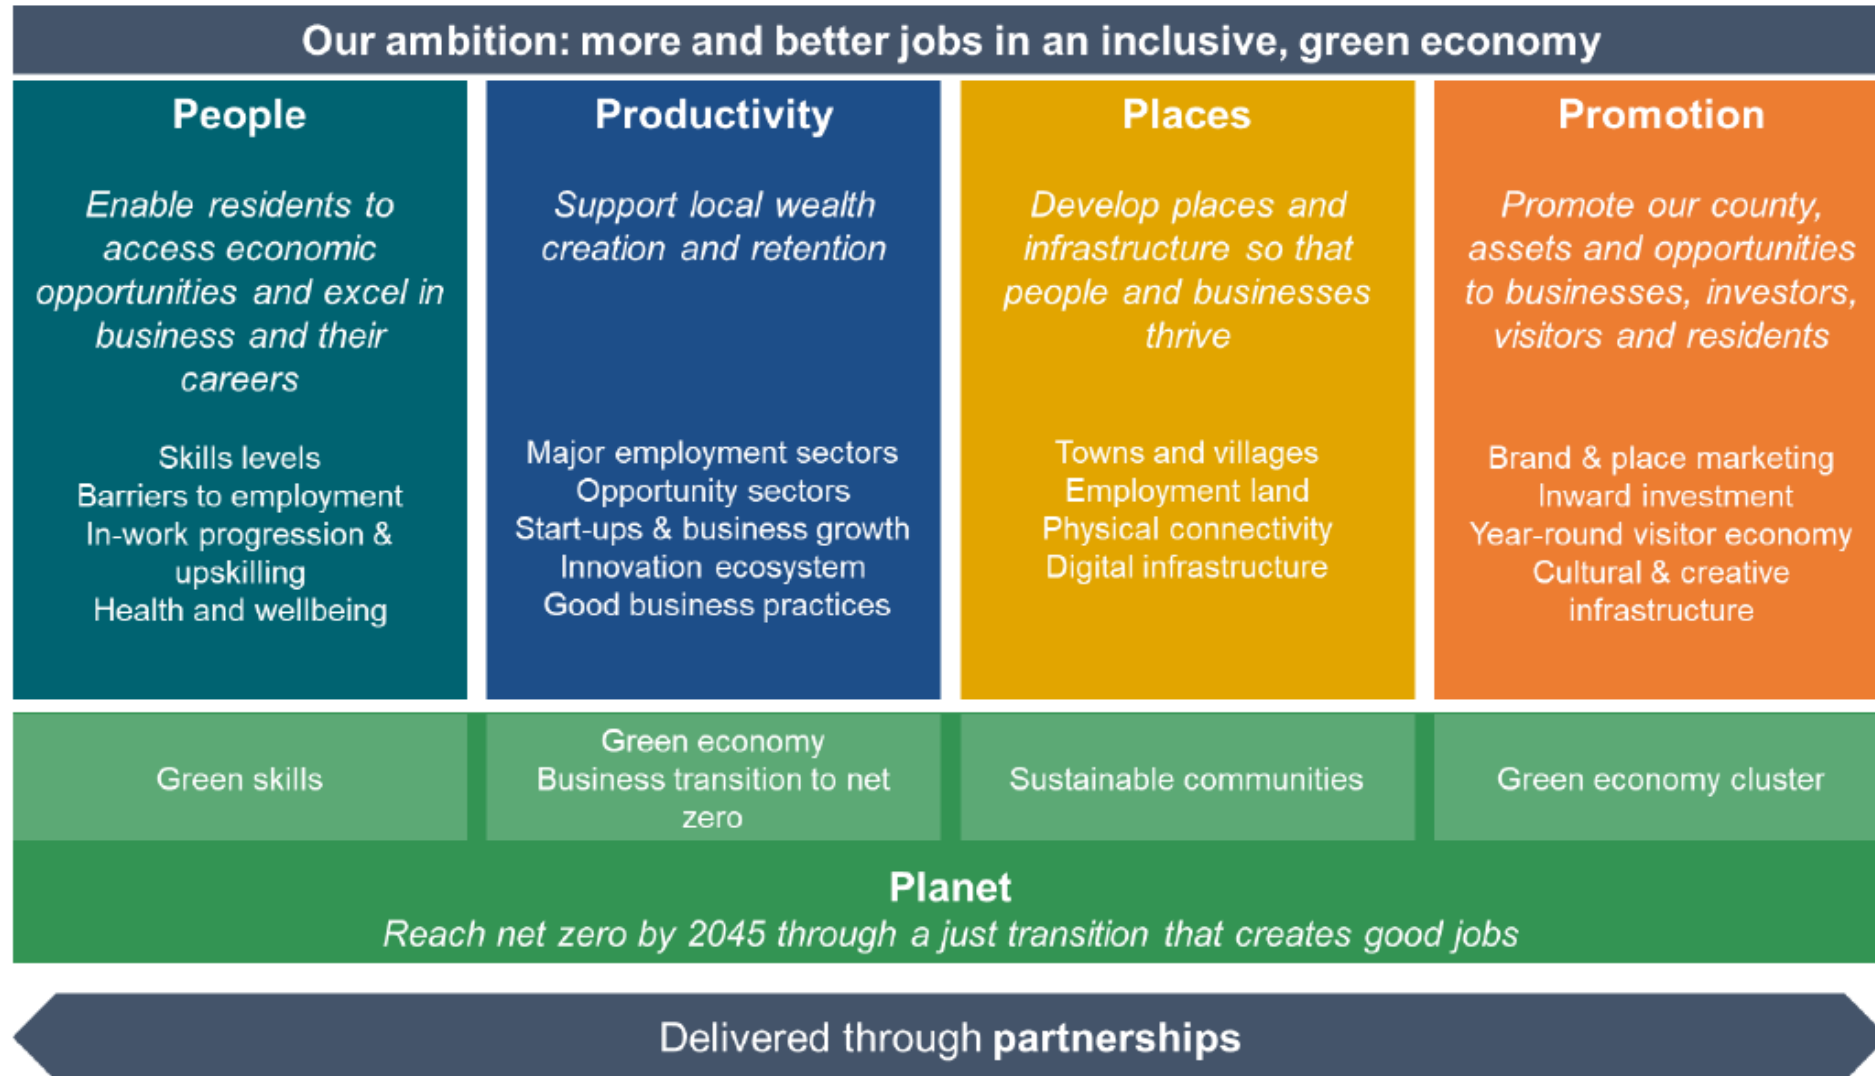 Our ambition: more and better jobs in an inclusive, green economy
People
Enable residents to
access economic
opportunities and excel in
business and their
careers
Skills levels
Barriers to employment
In-work progression &
upskilling
Health and wellbeing
Productivity
Support local wealth
creation and retention
Major employment sectors
Opportunity sectors
Start-ups & business growth
Innovation ecosystem
Good business practices
Places
Develop places and
infrastructure so that
people and businesses
thrive
Towns and villages
Employment land
Physical connectivity
Digital infrastructure
Promotion
Promote our county,
assets and opportunities
to businesses, investors,
visitors and residents
Brand & place marketing
Inward investment
Year-round visitor economy
Cultural & creative
infrastructure
Green skills
Green economy
Business transition to net
zero
Sustainable communities
Green economy cluster
Planet
Reach net zero by 2045 through a just transition that creates good jobs
Delivered through partnerships